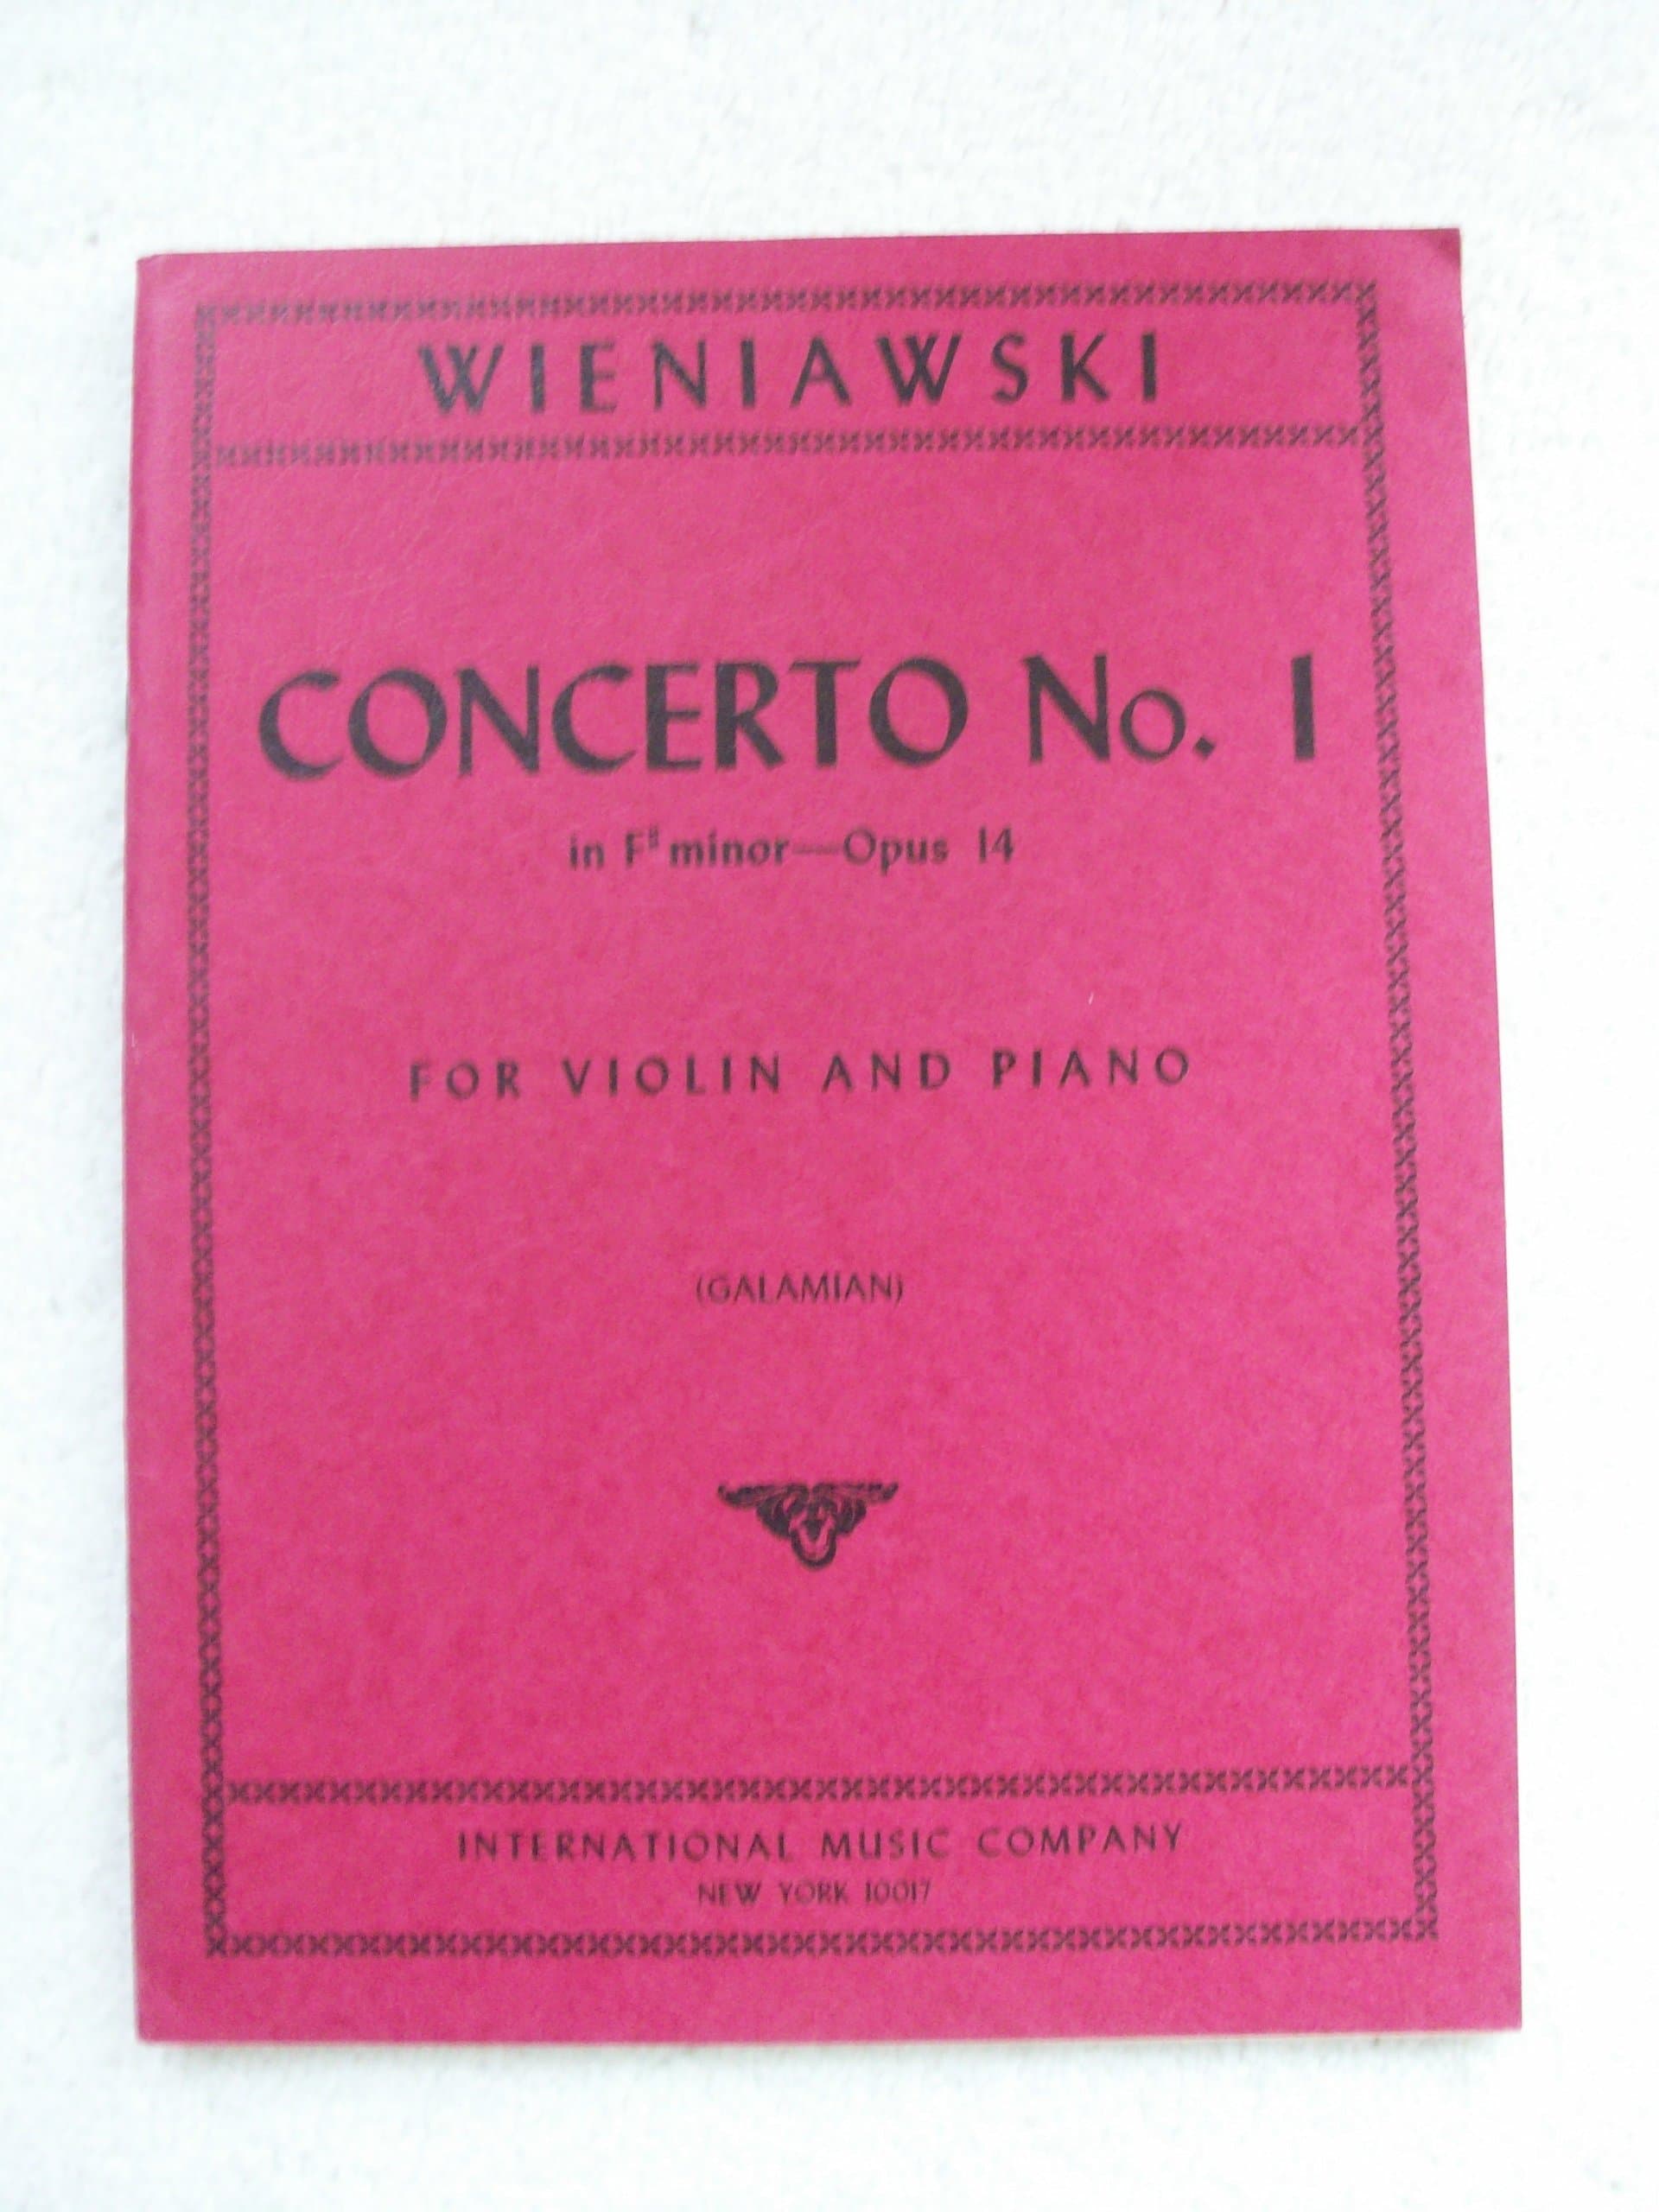 WIENIAWSKI
CONCERTO No. 1
in F♯ minor—Opus 14
FOR VIOLIN AND PIANO
(GALAMIAN)
INTERNATIONAL MUSIC COMPANY
NEW YORK 10017